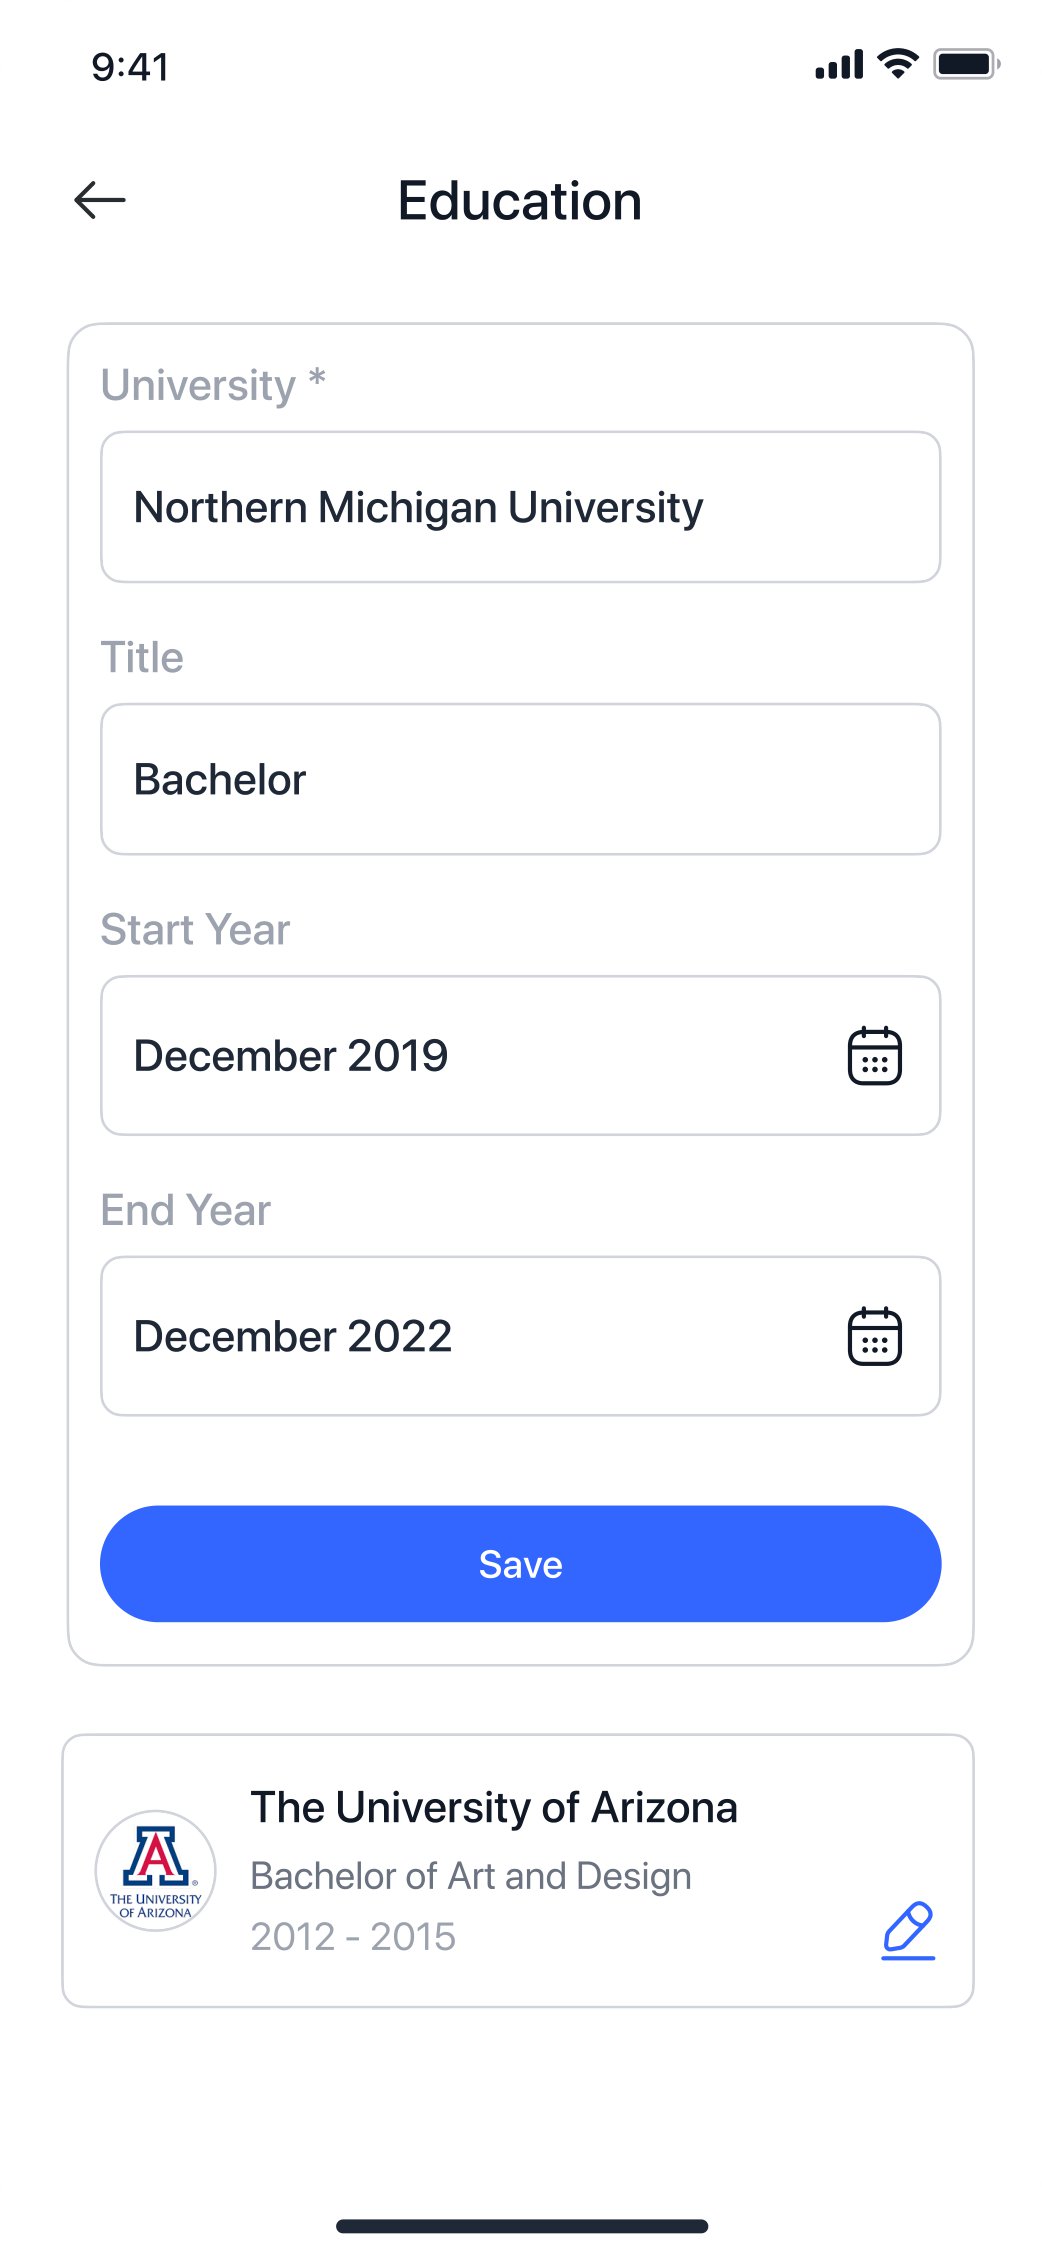 9:41
Education
University *
Northern Michigan University
Title
Bachelor
Start Year
December 2019
End Year
December 2022
Save
The University of Arizona
Bachelor of Art and Design
2012 - 2015
A
THE UNIVERSITY
OF ARIZONA
®